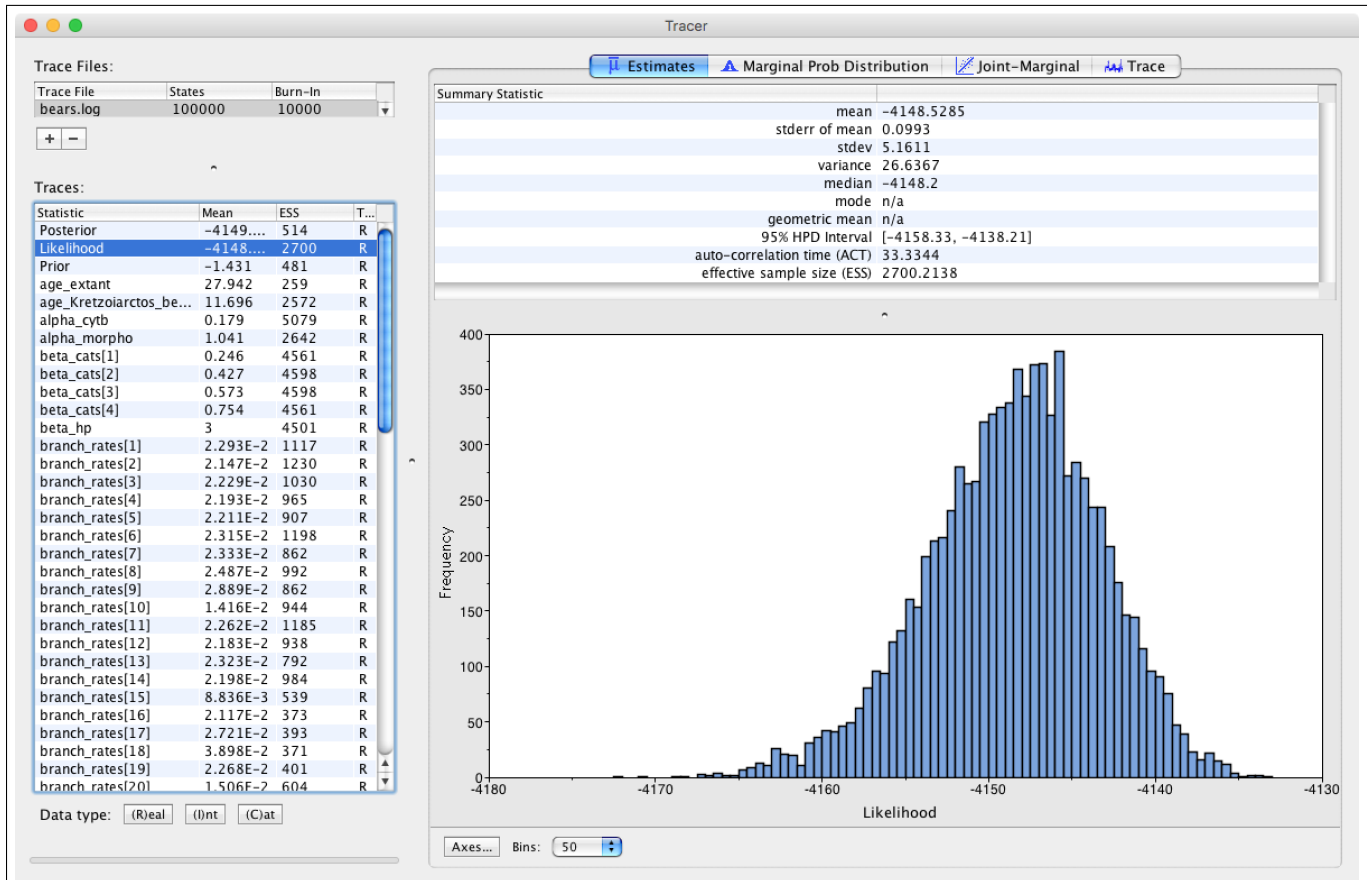 Tracer
Trace Files:
Trace File States Burn-In
bears.log 100000 10000
+ −
Traces:
Statistic Mean ESS T...
Posterior -4149.... 514 R
Likelihood -4148.... 2700 R
Prior -1.431 481 R
age_extant 27.942 259 R
age_Kretzoiarctos_be... 11.696 2572 R
alpha_cytb 0.179 5079 R
alpha_morpho 1.041 2642 R
beta_cats[1] 0.246 4561 R
beta_cats[2] 0.427 4598 R
beta_cats[3] 0.573 4598 R
beta_cats[4] 0.754 4561 R
beta_hp 3 4501 R
branch_rates[1] 2.293E-2 1117 R
branch_rates[2] 2.147E-2 1230 R
branch_rates[3] 2.229E-2 1030 R
branch_rates[4] 2.193E-2 965 R
branch_rates[5] 2.211E-2 907 R
branch_rates[6] 2.315E-2 1198 R
branch_rates[7] 2.333E-2 862 R
branch_rates[8] 2.487E-2 992 R
branch_rates[9] 2.889E-2 862 R
branch_rates[10] 1.416E-2 944 R
branch_rates[11] 2.262E-2 1185 R
branch_rates[12] 2.183E-2 938 R
branch_rates[13] 2.323E-2 792 R
branch_rates[14] 2.198E-2 984 R
branch_rates[15] 8.836E-3 539 R
branch_rates[16] 2.117E-2 373 R
branch_rates[17] 2.721E-2 393 R
branch_rates[18] 3.898E-2 371 R
branch_rates[19] 2.268E-2 401 R
branch_rates[20] 1.506E-2 604 R
Data type: (R)eal (I)nt (C)at
μ Estimates Marginal Prob Distribution Joint-Marginal Trace
Summary Statistic
mean -4148.5285
stderr of mean 0.0993
stdev 5.1611
variance 26.6367
median -4148.2
mode n/a
geometric mean n/a
95% HPD Interval [-4158.33, -4138.21]
auto-correlation time (ACT) 33.3344
effective sample size (ESS) 2700.2138
400
350
300
250
200
150
100
50
0
Frequency
-4180 -4170 -4160 -4150 -4140 -4130
Likelihood
Axes... Bins: 50